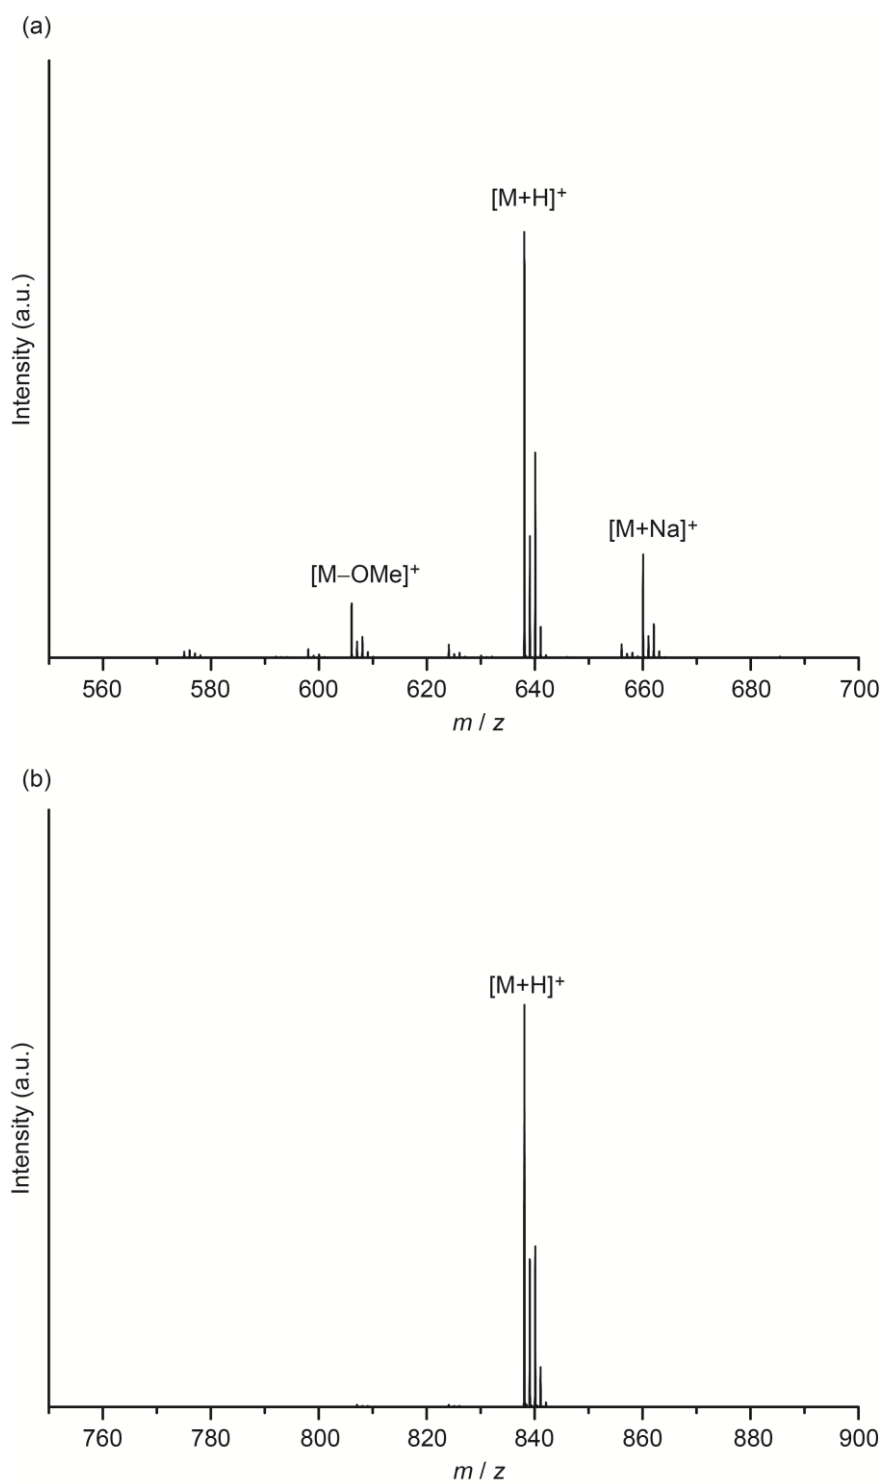 (a)
Intensity (a.u.)
[M+H]⁺
[M+Na]⁺
[M–OMe]⁺
560 580 600 620 640 660 680 700
m / z
(b)
Intensity (a.u.)
[M+H]⁺
760 780 800 820 840 860 880 900
m / z